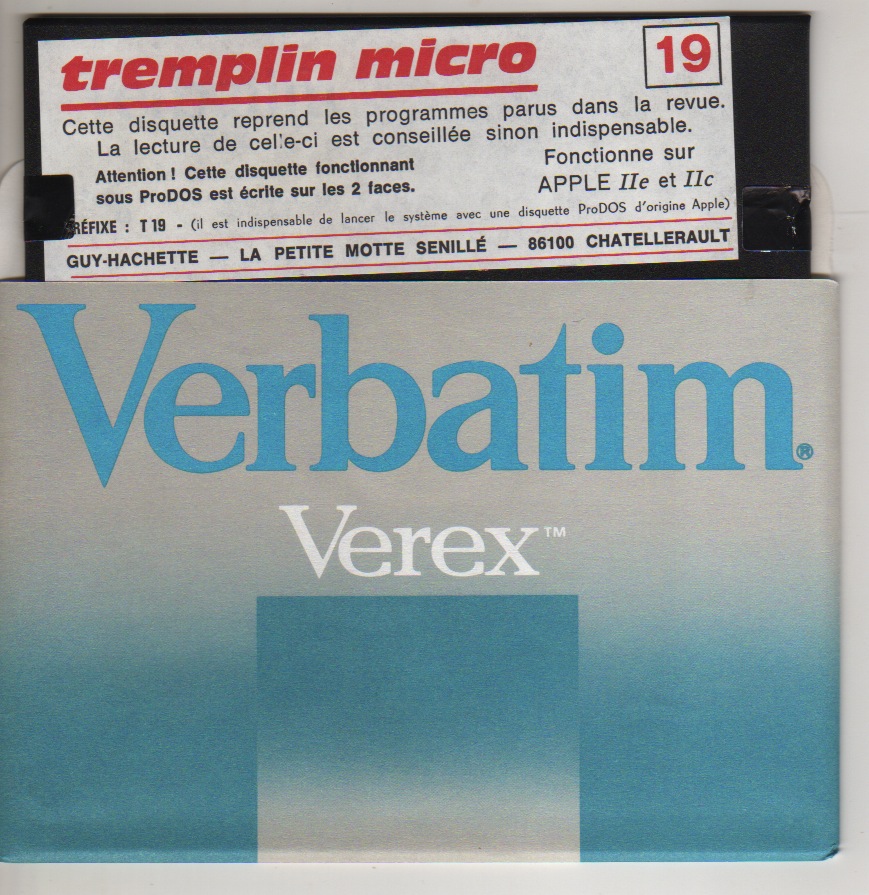 tremplin micro
19
Cette disquette reprend les programmes parus dans la revue.
La lecture de celle-ci est conseillée sinon indispensable.
Attention ! Cette disquette fonctionnant
sous ProDOS est écrite sur les 2 faces.
Fonctionne sur
APPLE IIe et IIc
RÉFIXE : T 19 - (il est indispensable de lancer le système avec une disquette ProDOS d'origine Apple)
GUY-HACHETTE — LA PETITE MOTTE SENILLÉ — 86100 CHATELLERAULT
Verbatim®
Verex™